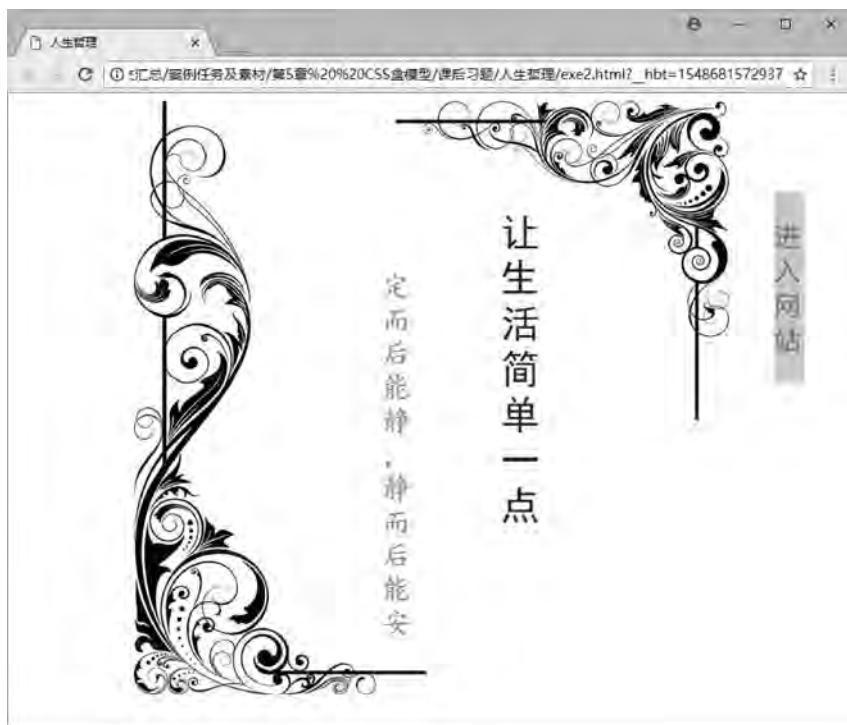 人生哲理
汇总/案例任务及素材/第5章%20%20CSS盒模型/课后习题/人生哲理/exe2.html?__hbt=1548681572937
进入网站
让生活简单一点
定而后能静,静而后能安